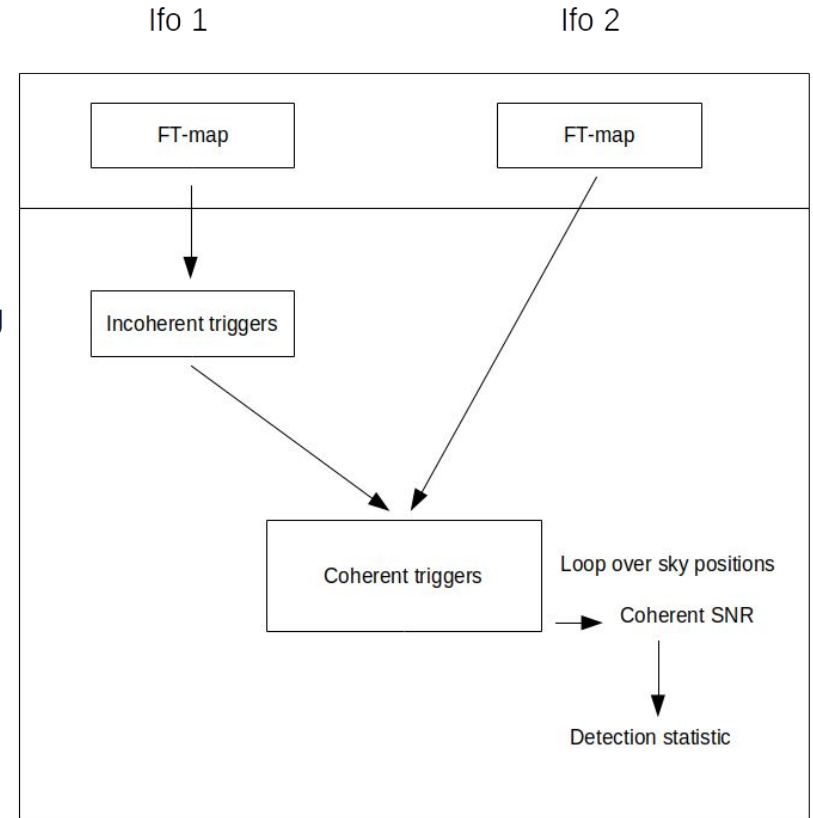 Ifo 1
Ifo 2
FT-map
FT-map
Incoherent triggers
Coherent triggers
Loop over sky positions
Coherent SNR
Detection statistic